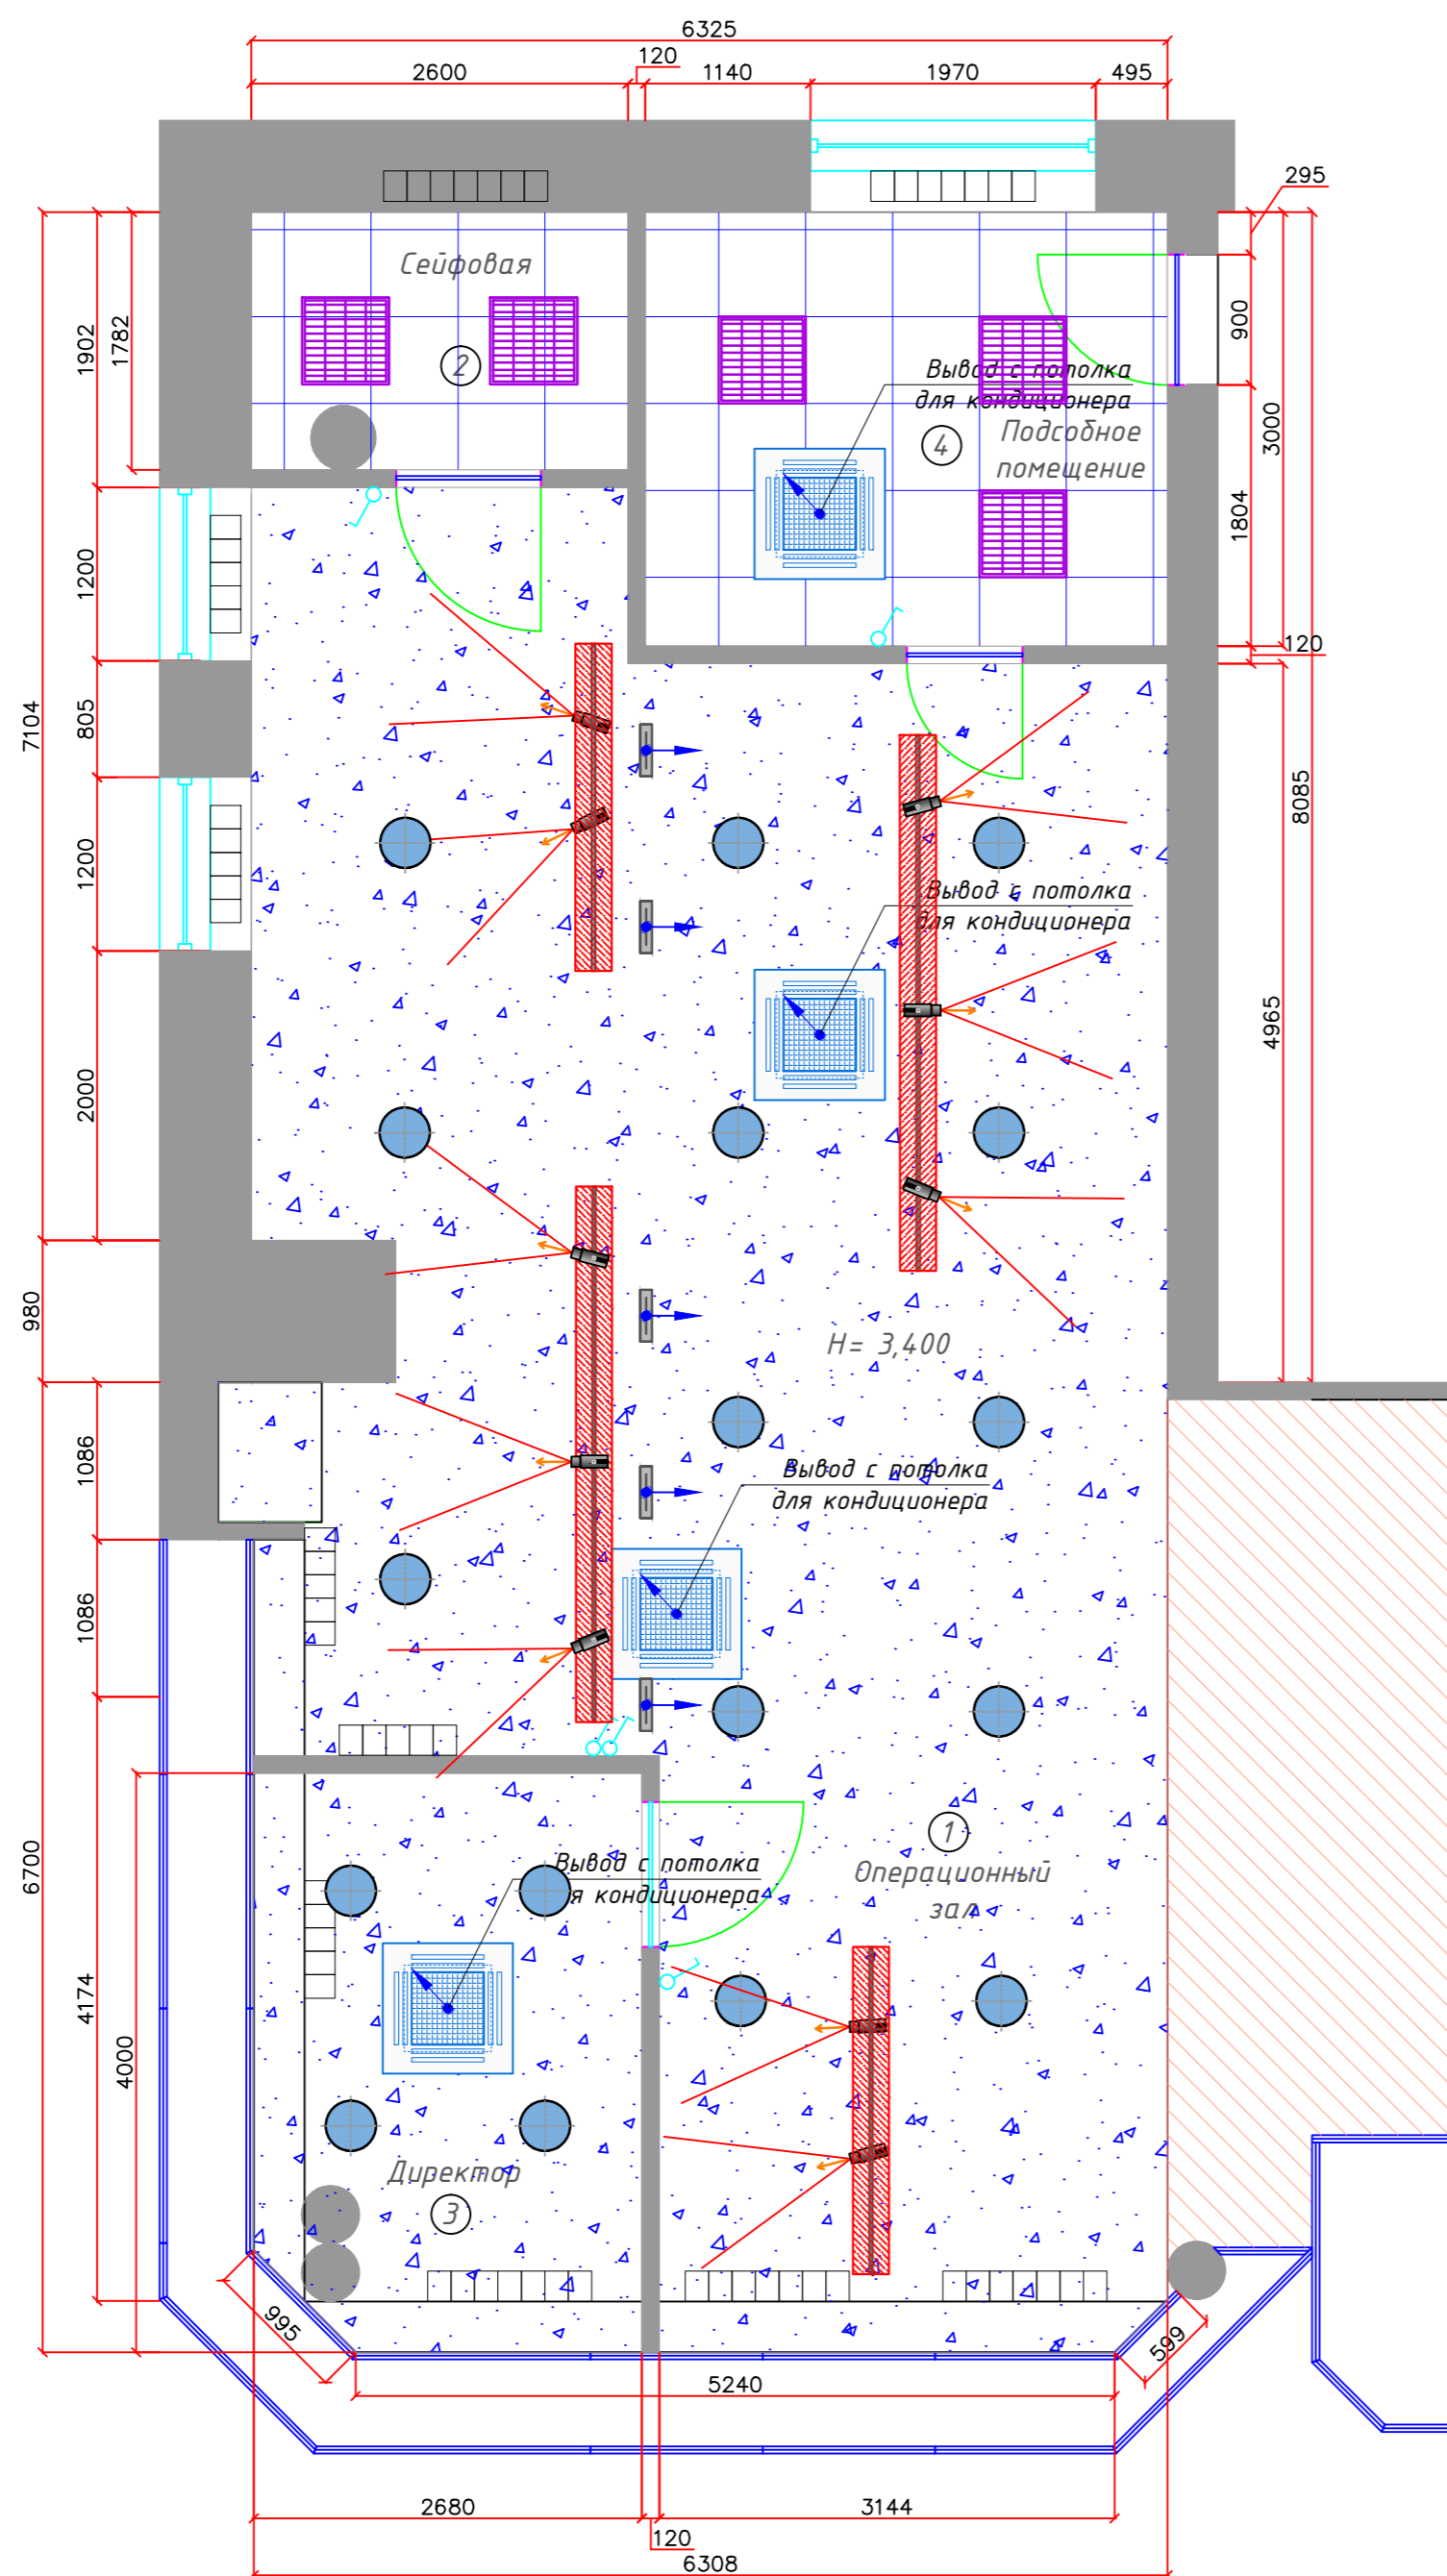 6325
120
2600
1140
1970
495
295
Сейфовая
2
1902
1782
900
3000
Вывод с потолка
для кондиционера
4
Подсобное
помещение
1804
120
1200
7104
805
8085
1200
Вывод с потолка
для кондиционера
4965
2000
980
H= 3,400
1086
Вывод с потолка
для кондиционера
1086
1
Операционный
зал
Вывод с потолка
я кондиционера
6700
4174
4000
Директор
3
995
599
5240
2680
3144
120
6308